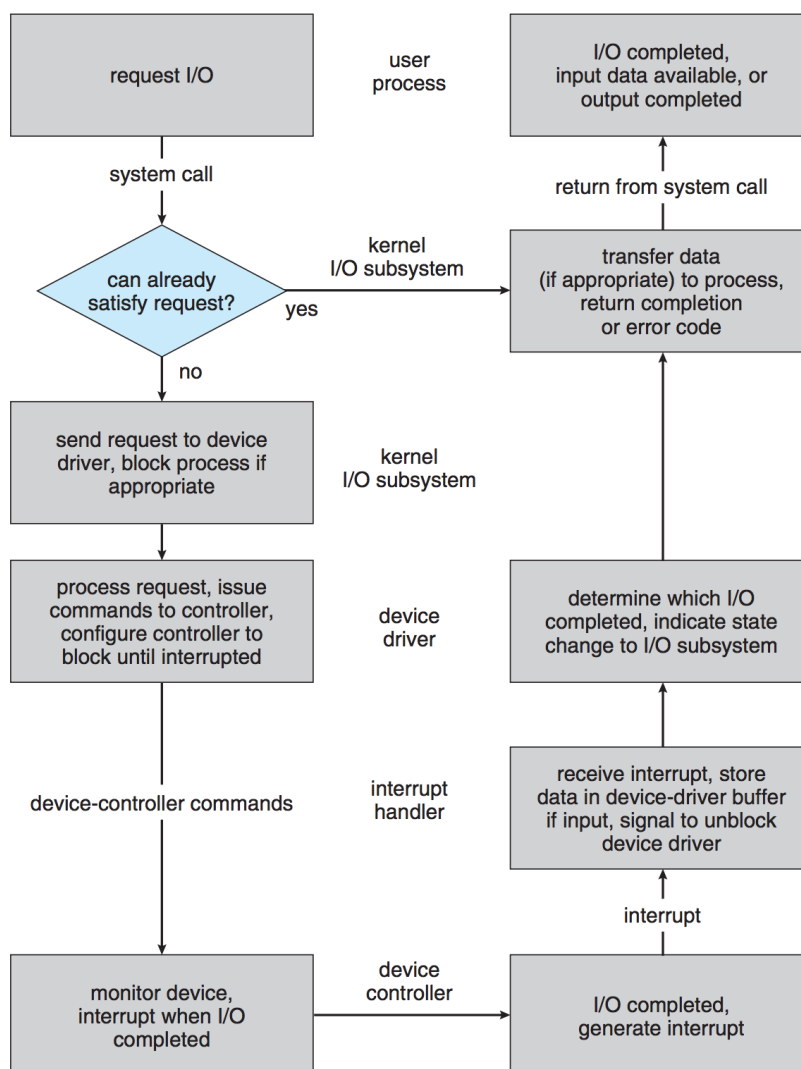 request I/O
user
process
I/O completed,
input data available, or
output completed
system call
return from system call
can already
satisfy request?
yes
no
kernel
I/O subsystem
transfer data
(if appropriate) to process,
return completion
or error code
send request to device
driver, block process if
appropriate
kernel
I/O subsystem
process request, issue
commands to controller,
configure controller to
block until interrupted
device
driver
determine which I/O
completed, indicate state
change to I/O subsystem
device-controller commands
interrupt
handler
receive interrupt, store
data in device-driver buffer
if input, signal to unblock
device driver
interrupt
monitor device,
interrupt when I/O
completed
device
controller
I/O completed,
generate interrupt